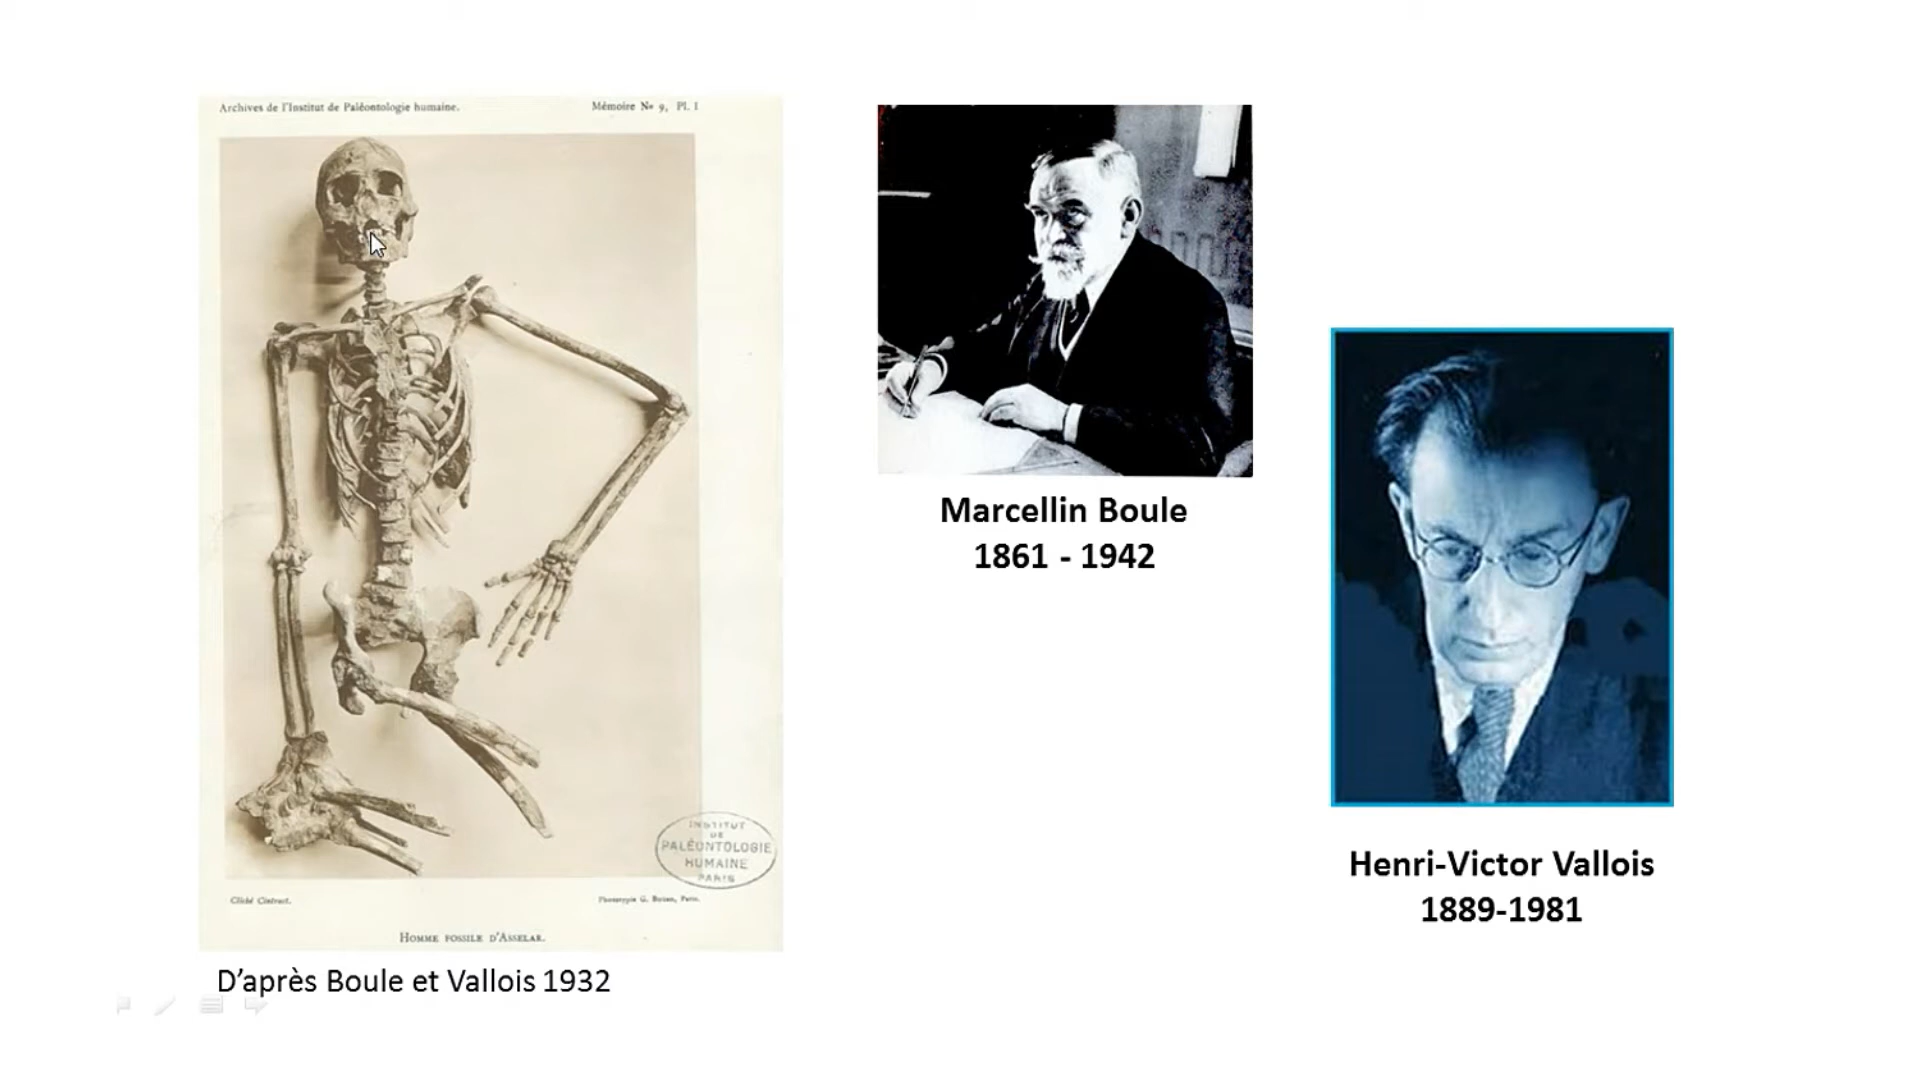 Archives de l'Institut de Paléontologie humaine.
Mémoire No 9, Pl. I
INSTITUT
DE
PALÉONTOLOGIE
HUMAINE
PARIS
Cliché Cintract.
Phototypie G. Paris.
HOMME FOSSILE D'ASSELAR.
D'après Boule et Vallois 1932
Marcellin Boule
1861 - 1942
Henri-Victor Vallois
1889-1981